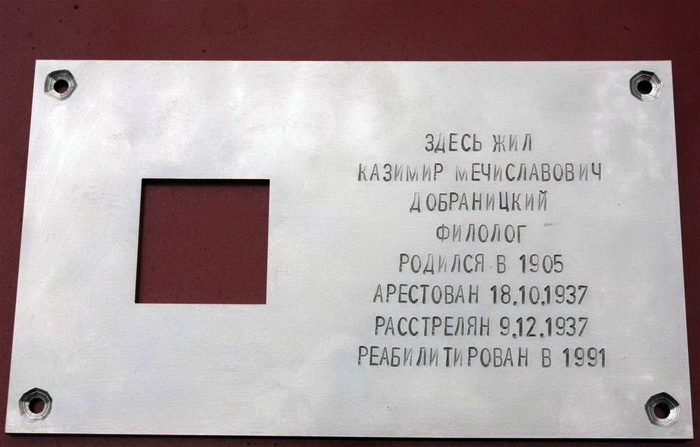 ЗДЕСЬ ЖИЛ
КАЗИМИР МЕЧИСЛАВОВИЧ
ДОБРАНИЦКИЙ
ФИЛОЛОГ
РОДИЛСЯ В 1905
АРЕСТОВАН 18.10.1937
РАССТРЕЛЯН 9.12.1937
РЕАБИЛИТИРОВАН В 1991